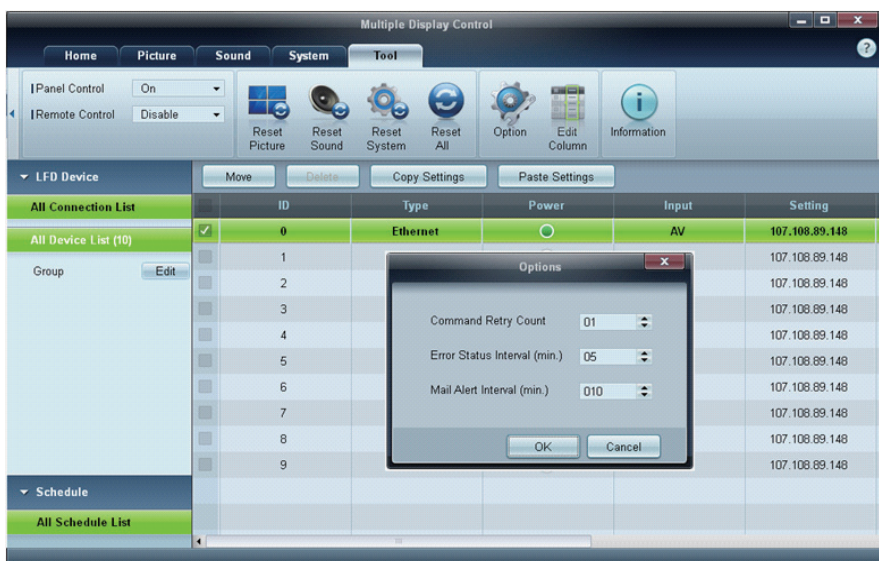 Multiple Display Control
Home Picture Sound System Tool
Panel Control On
Remote Control Disable
Reset Picture
Reset Sound
Reset System
Reset All
Option
Edit Column
Information
LFD Device
Move Delete Copy Settings Paste Settings
All Connection List
ID Type Power Input Setting
All Device List (10)
0 Ethernet AV 107.108.89.148
Group Edit
1 107.108.89.148
2 107.108.89.148
3 107.108.89.148
4 107.108.89.148
5 107.108.89.148
6 107.108.89.148
7 107.108.89.148
8 107.108.89.148
9 107.108.89.148
Options
Command Retry Count 01
Error Status Interval (min.) 05
Mail Alert Interval (min.) 010
OK Cancel
Schedule
All Schedule List